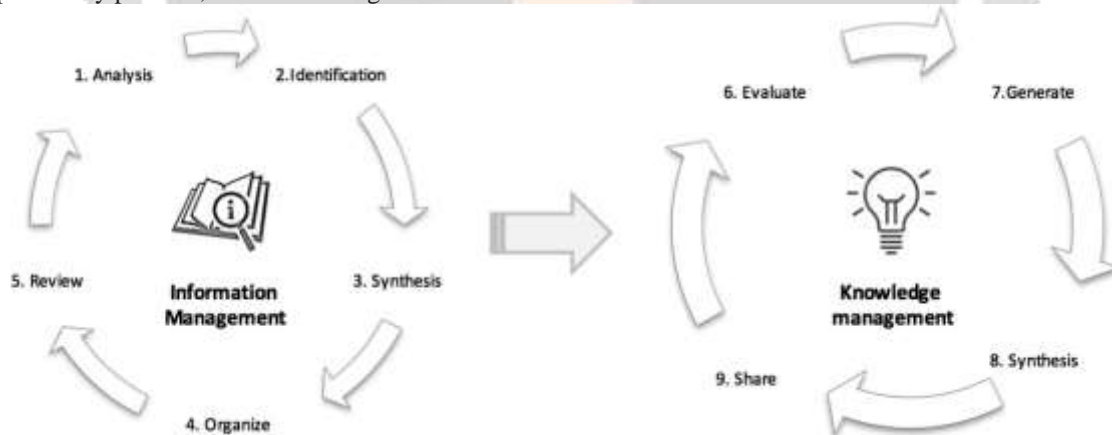 1. Analysis
2.Identification
3. Synthesis
4. Organize
5. Review
Information
Management
6. Evaluate
7.Generate
8. Synthesis
9. Share
Knowledge
management